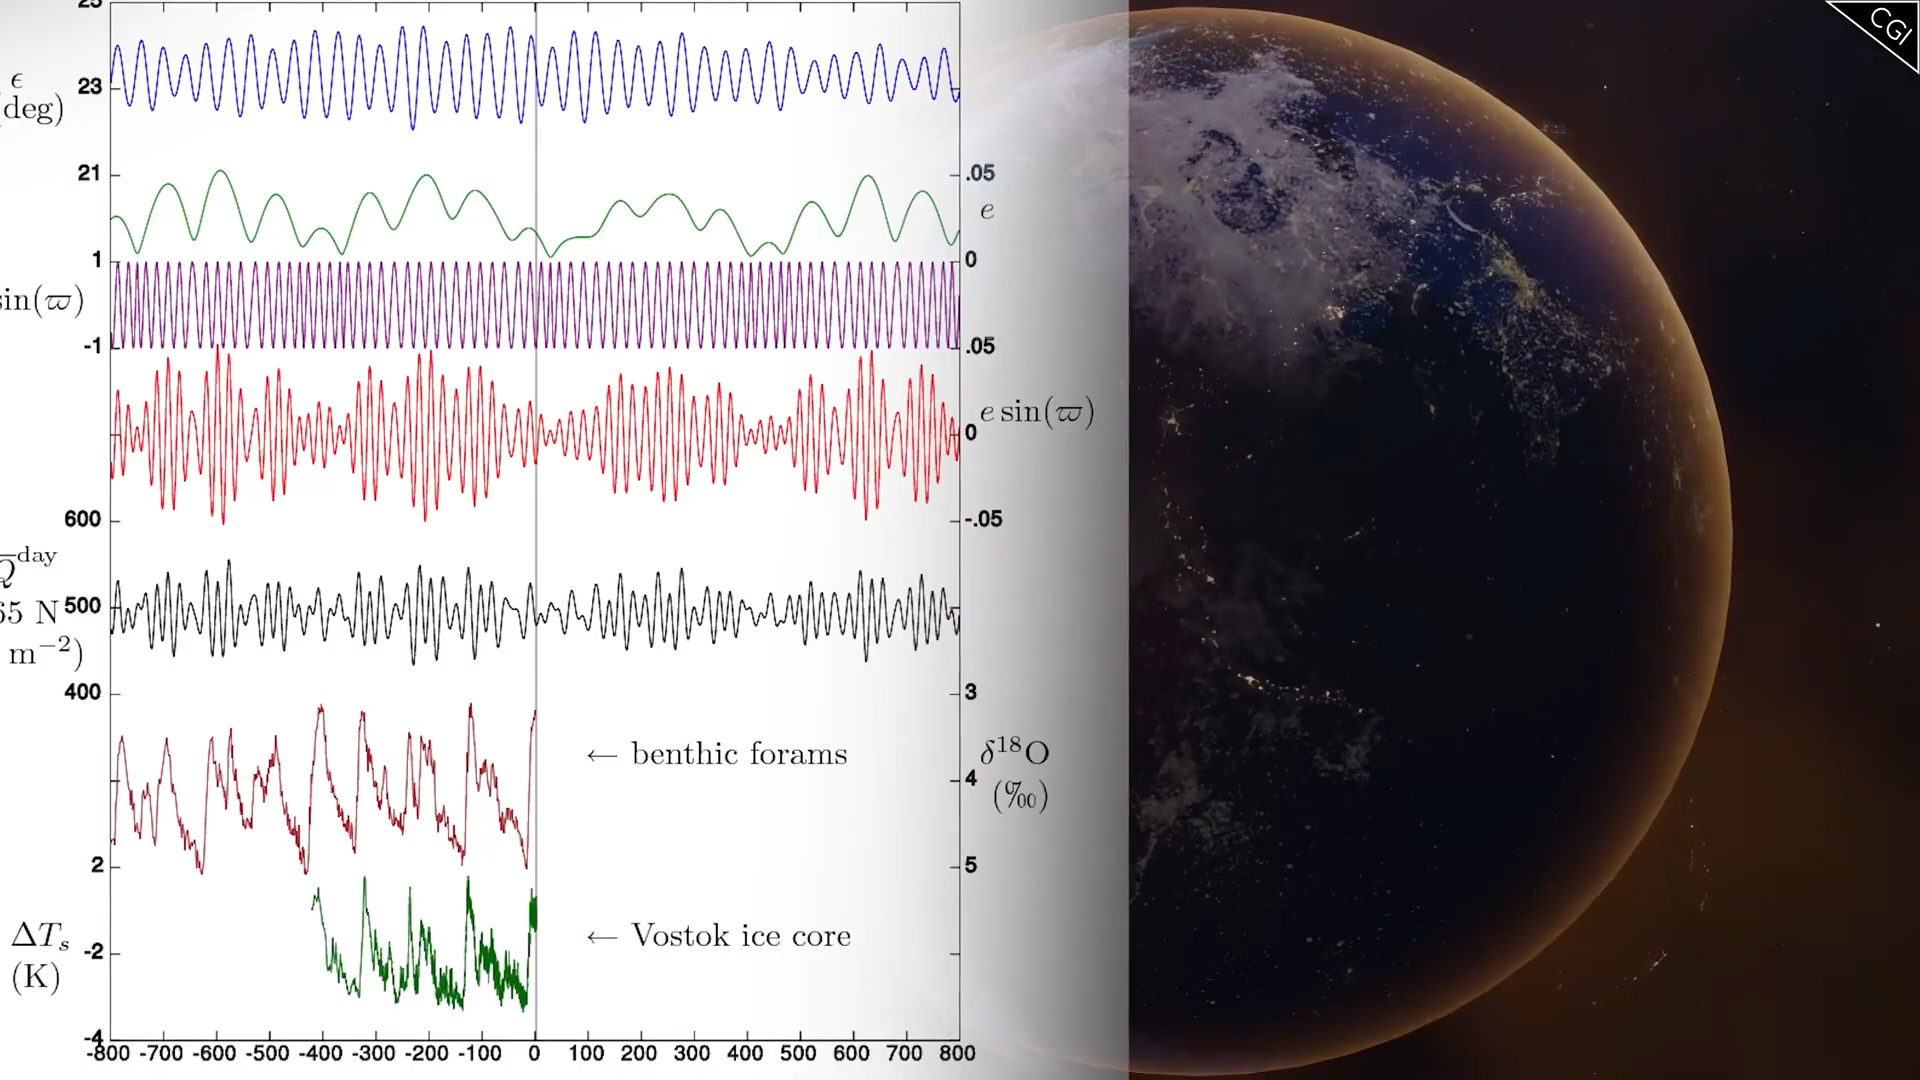 CGI
25
ϵ
23
deg)
21
.05
e
1
0
sin(ϖ)
-1
.05
e sin(ϖ)
0
600
-.05
Q̅day
65 N
500
m−2)
400
3
← benthic forams
δ18O
4
(‰)
2
5
ΔTs
← Vostok ice core
-2
(K)
-4
-800 -700 -600 -500 -400 -300 -200 -100 0 100 200 300 400 500 600 700 800